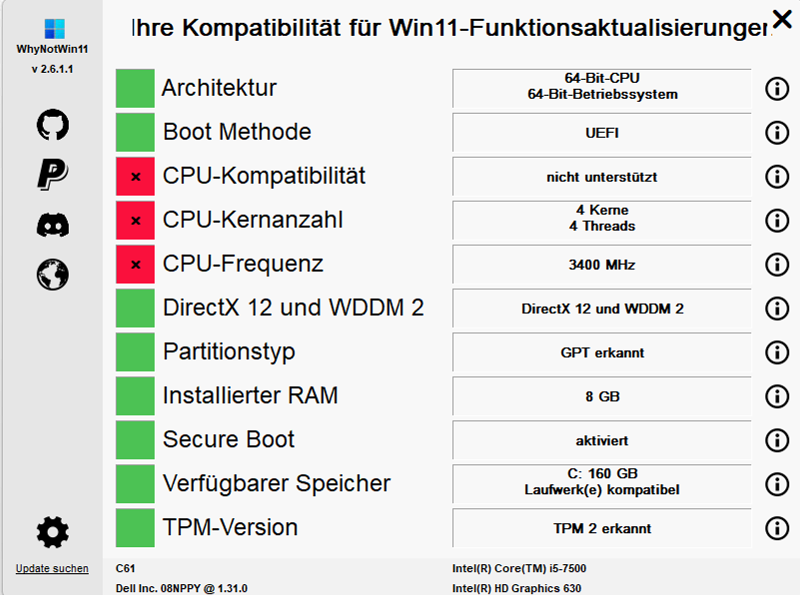 Ihre Kompatibilität für Win11-Funktionsaktualisierungen
WhyNotWin11
v 2.6.1.1
Architektur
64-Bit-CPU
64-Bit-Betriebssystem
Boot Methode
UEFI
CPU-Kompatibilität
nicht unterstützt
CPU-Kernanzahl
4 Kerne
4 Threads
CPU-Frequenz
3400 MHz
DirectX 12 und WDDM 2
DirectX 12 und WDDM 2
Partitionstyp
GPT erkannt
Installierter RAM
8 GB
Secure Boot
aktiviert
Verfügbarer Speicher
C: 160 GB
Laufwerk(e) kompatibel
TPM-Version
TPM 2 erkannt
Update suchen
C61
Intel(R) Core(TM) i5-7500
Dell Inc. 08NPPY @ 1.31.0
Intel(R) HD Graphics 630